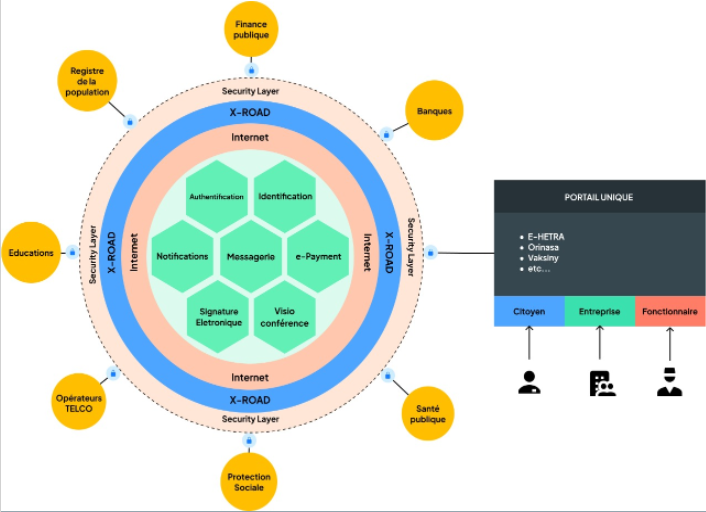 Finance
publique
Registre
de la
population
Banques
Security Layer
X-ROAD
Internet
Authentification
Identification
Notifications
Messagerie
e-Payment
Signature
Eletronique
Visio
conférence
Internet
X-ROAD
Security Layer
Security Layer
X-ROAD
Internet
Internet
X-ROAD
Security Layer
Educations
Opérateurs
TELCO
Protection
Sociale
Santé
publique
PORTAIL UNIQUE
• E-HETRA
• Orinasa
• Vaksiny
• etc...
Citoyen
Entreprise
Fonctionnaire